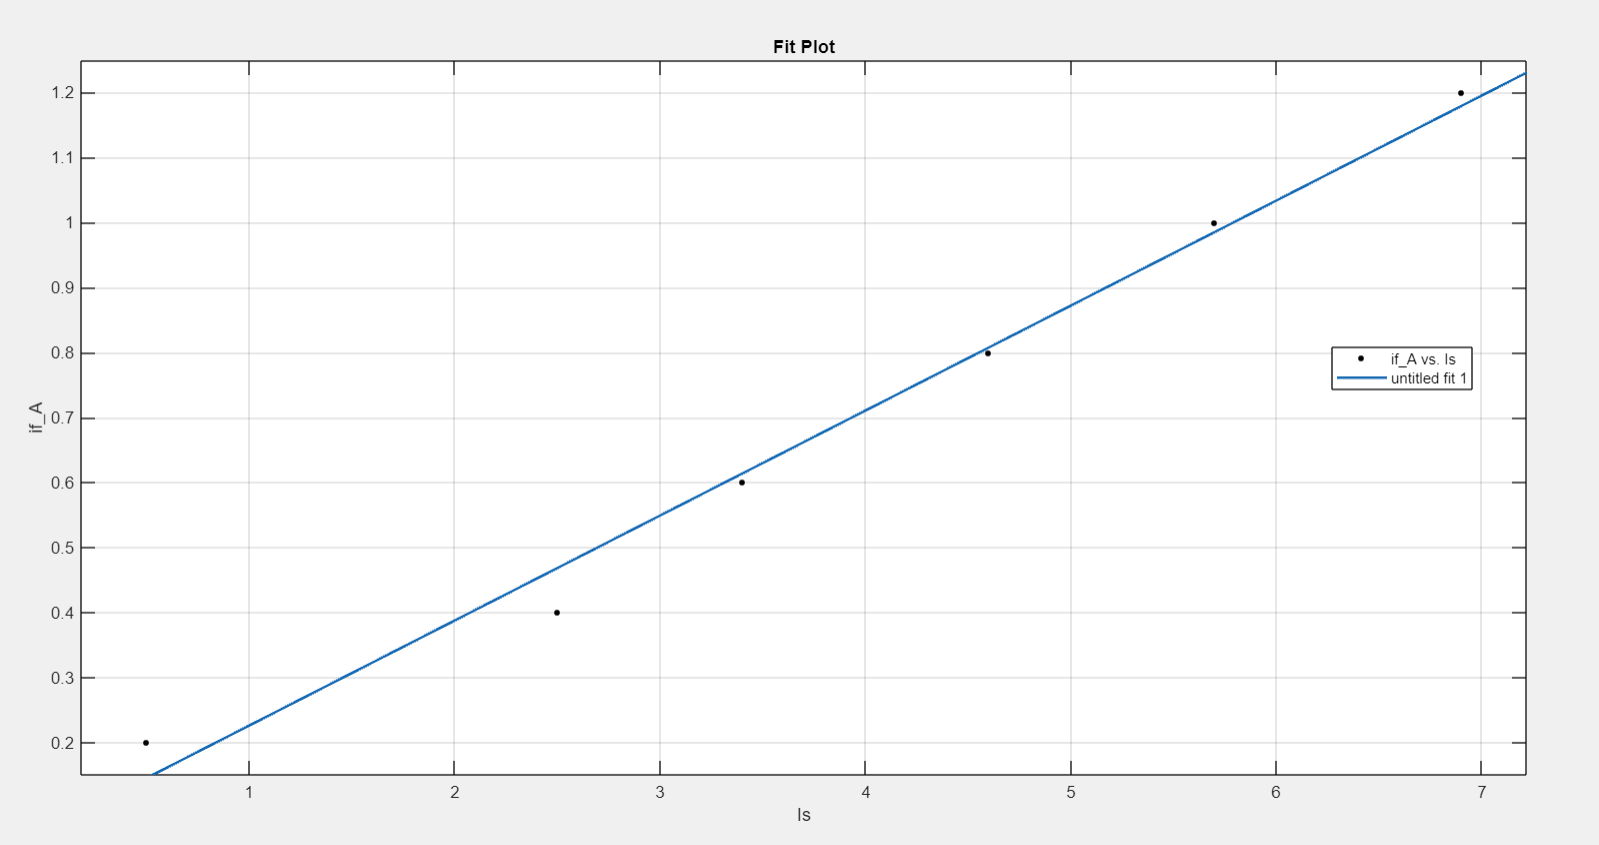 Fit Plot
1.2
1.1
1
0.9
0.8
0.7
0.6
0.5
0.4
0.3
0.2
if_A
if_A vs. Is
untitled fit 1
1 2 3 4 5 6 7
Is